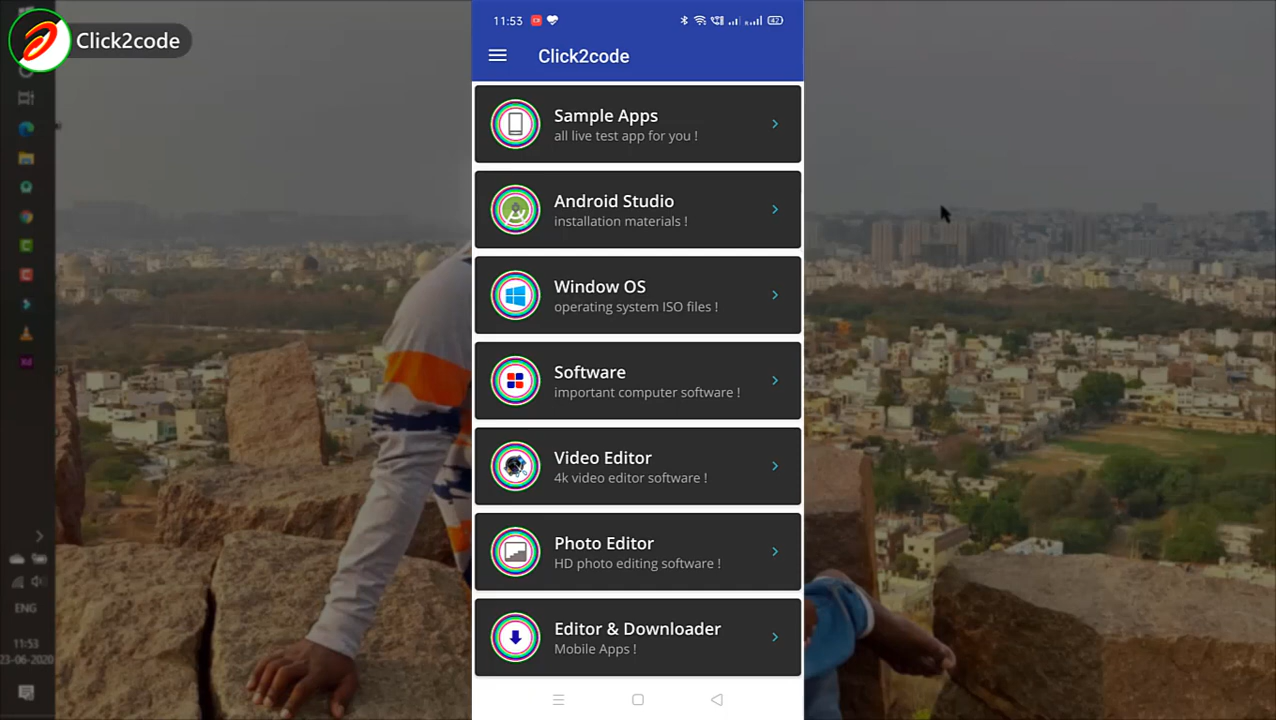 Click2code
11:53
42
Click2code
Sample Apps
all live test app for you !
Android Studio
installation materials !
Window OS
operating system ISO files !
Software
important computer software !
Video Editor
4k video editor software !
Photo Editor
HD photo editing software !
Editor & Downloader
Mobile Apps !
ENG
11:53
23-06-2020